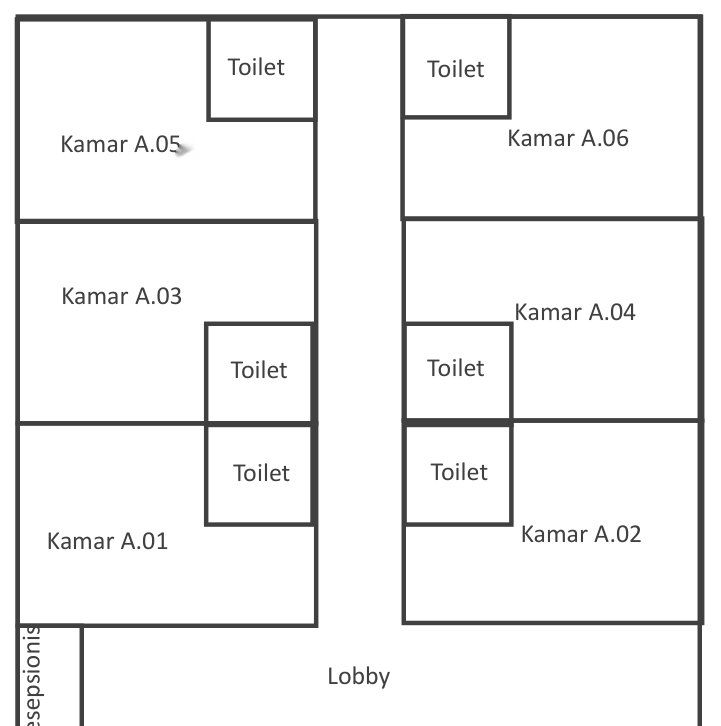 Toilet
Toilet
Kamar A.05
Kamar A.06
Kamar A.03
Kamar A.04
Toilet
Toilet
Toilet
Toilet
Kamar A.01
Kamar A.02
Lobby